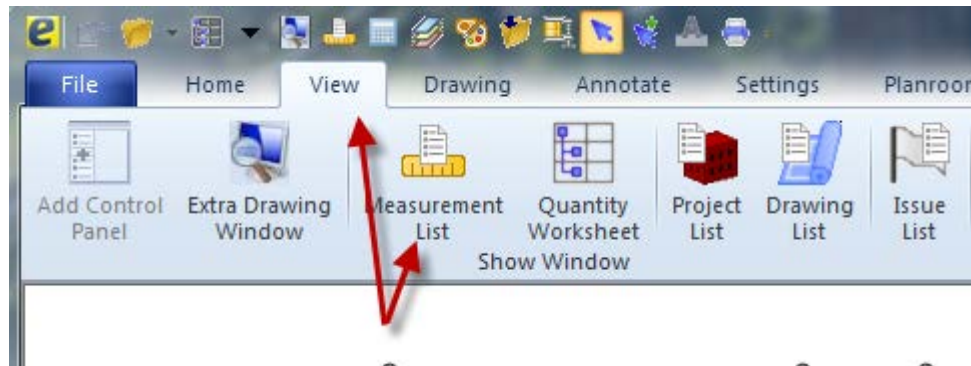 e
File Home View Drawing Annotate Settings Planroom
Add Control Extra Drawing Measurement Quantity Project Drawing Issue
Panel Window List Worksheet List List List
Show Window